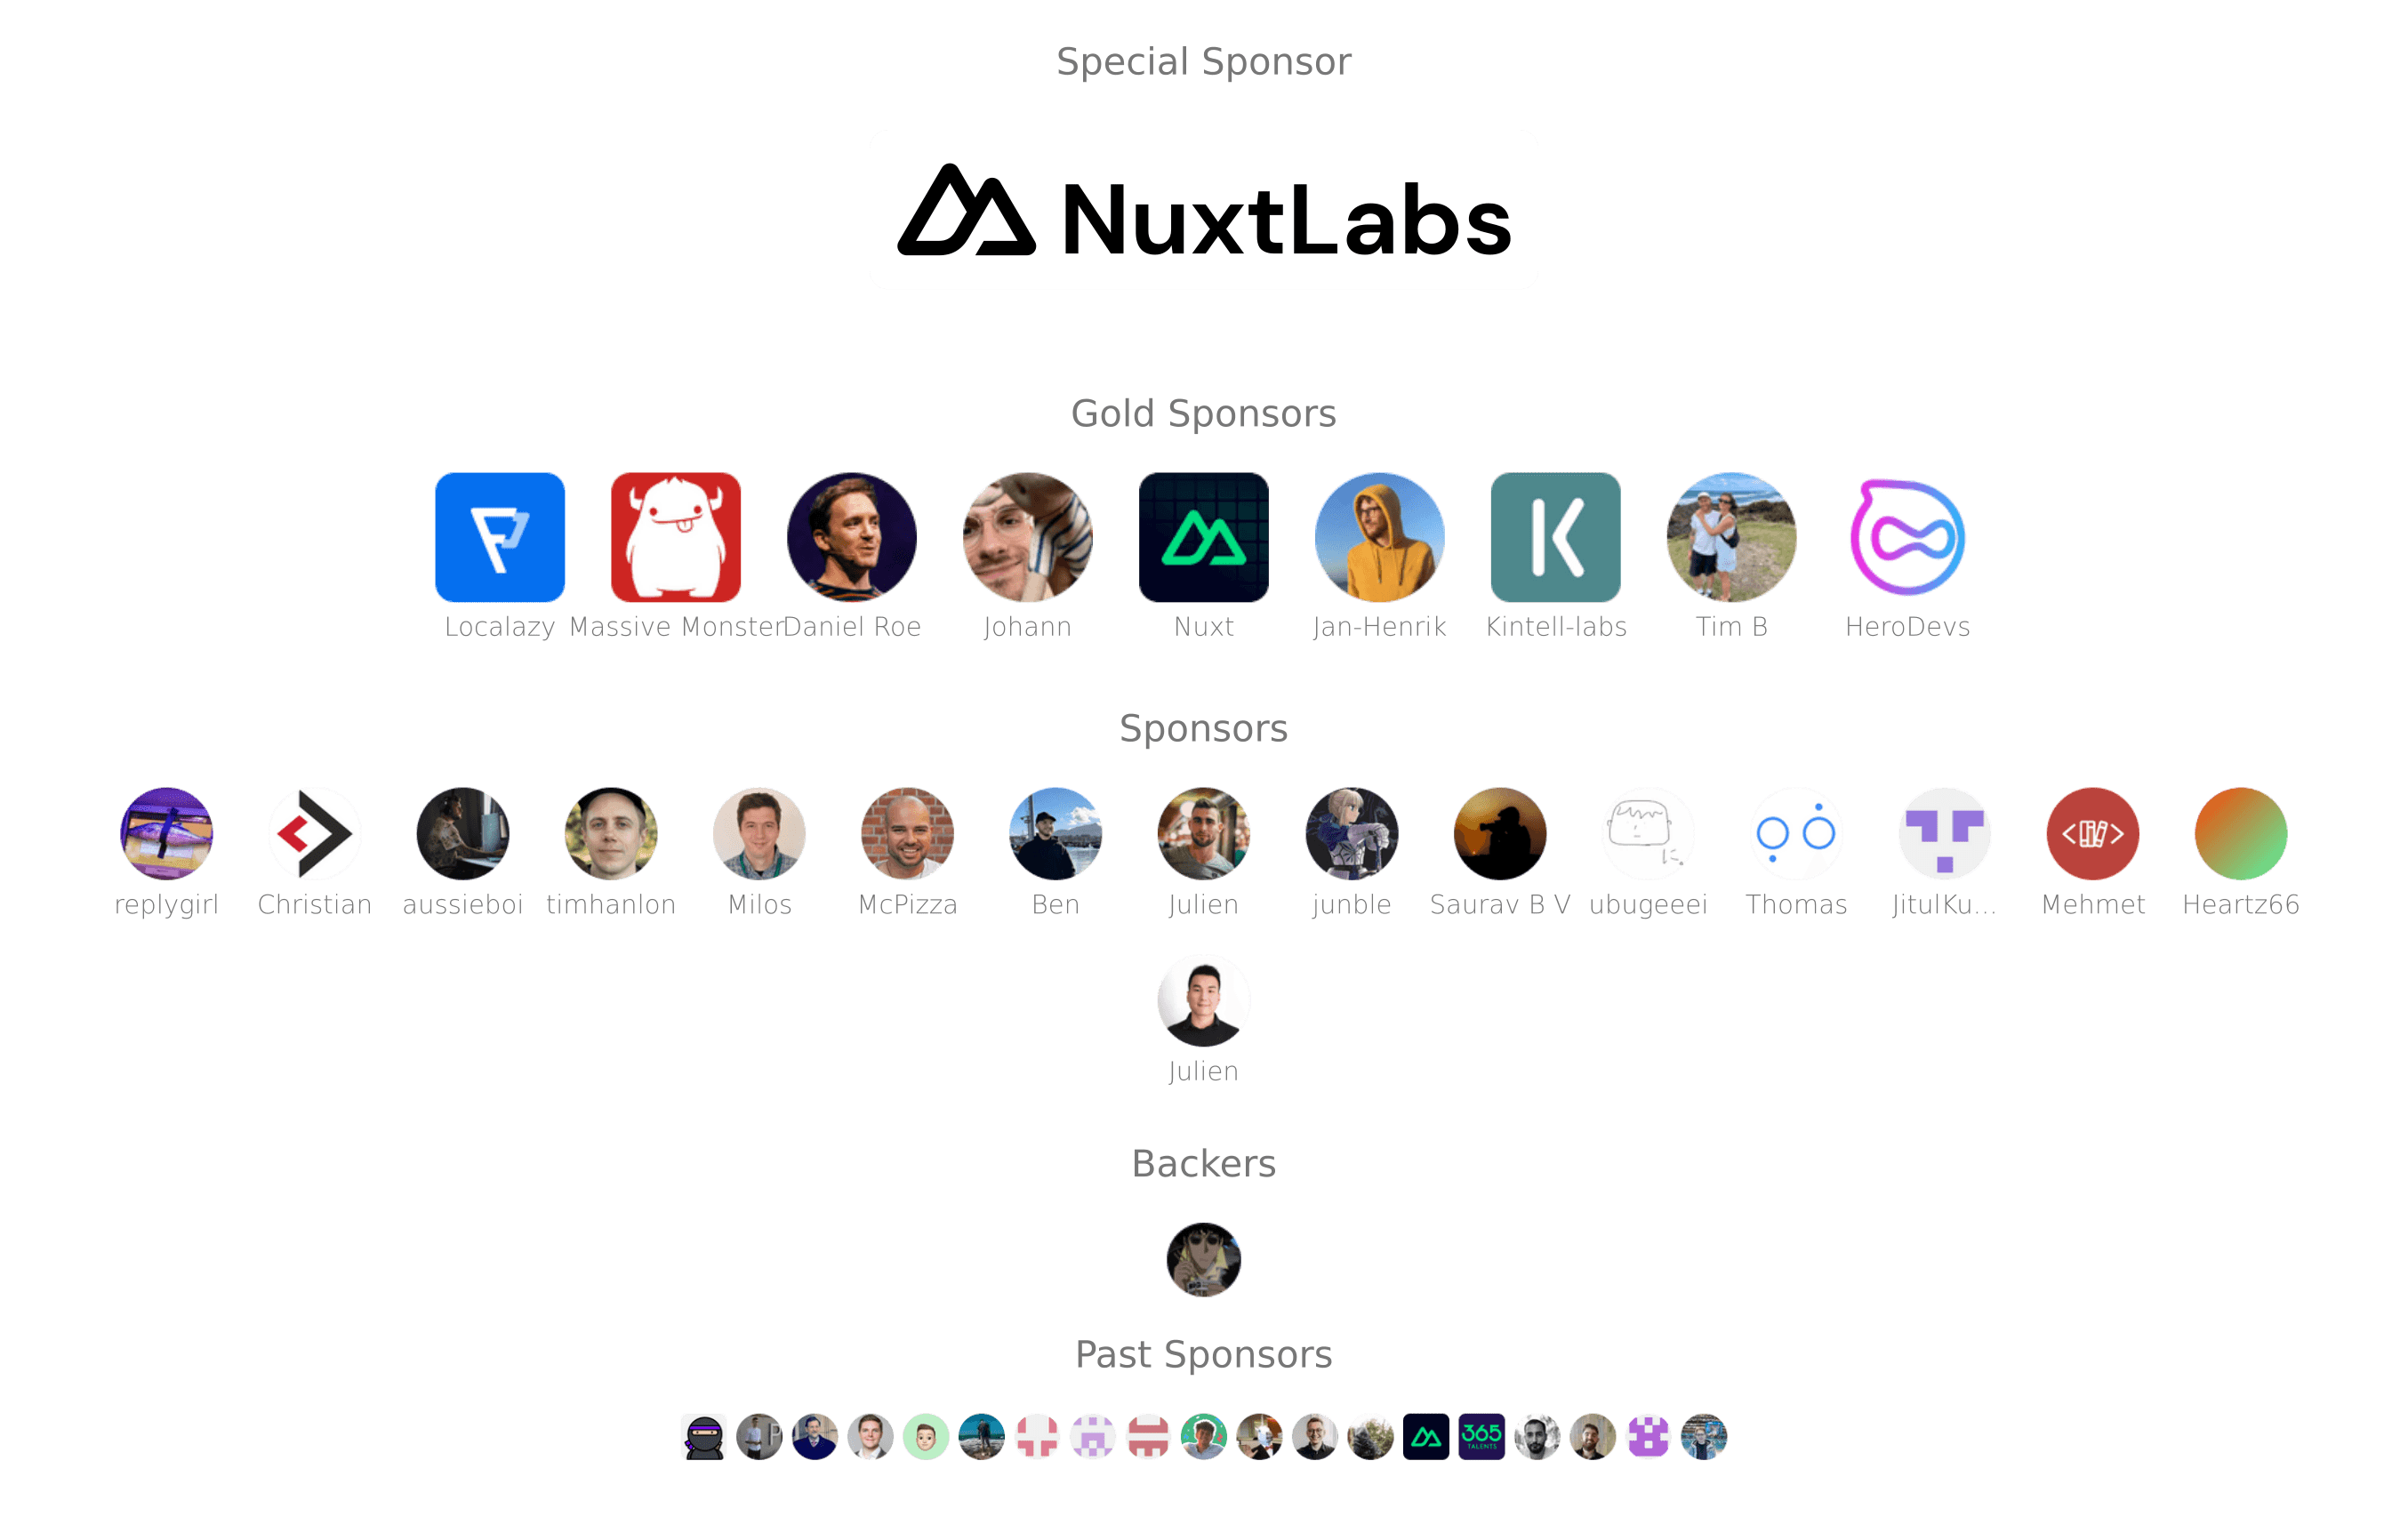 Special Sponsor
NuxtLabs
Gold Sponsors
Localazy Massive Monster Daniel Roe Johann Nuxt Jan-Henrik Kintell-labs Tim B HeroDevs
Sponsors
replygirl Christian aussieboi timhanlon Milos McPizza Ben Julien junble Saurav B V ubugeeei Thomas JitulKu... Mehmet Heartz66
Julien
Backers
Past Sponsors
365
TALENTS